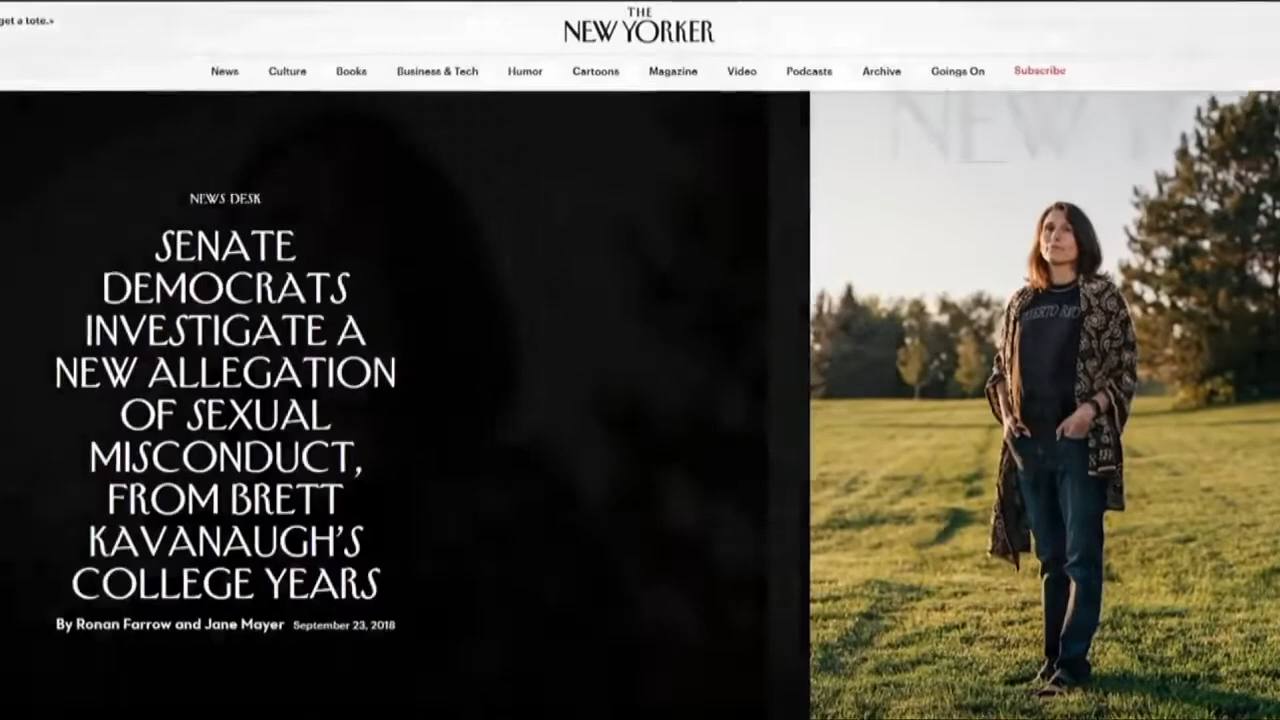 get a tote.»
THE
NEW YORKER
News Culture Books Business & Tech Humor Cartoons Magazine Video Podcasts Archive Goings On Subscribe
NEW Y
NEWS DESK
SENATE
DEMOCRATS
INVESTIGATE A
NEW ALLEGATION
OF SEXUAL
MISCONDUCT,
FROM BRETT
KAVANAUGH'S
COLLEGE YEARS
By Ronan Farrow and Jane Mayer September 23, 2018